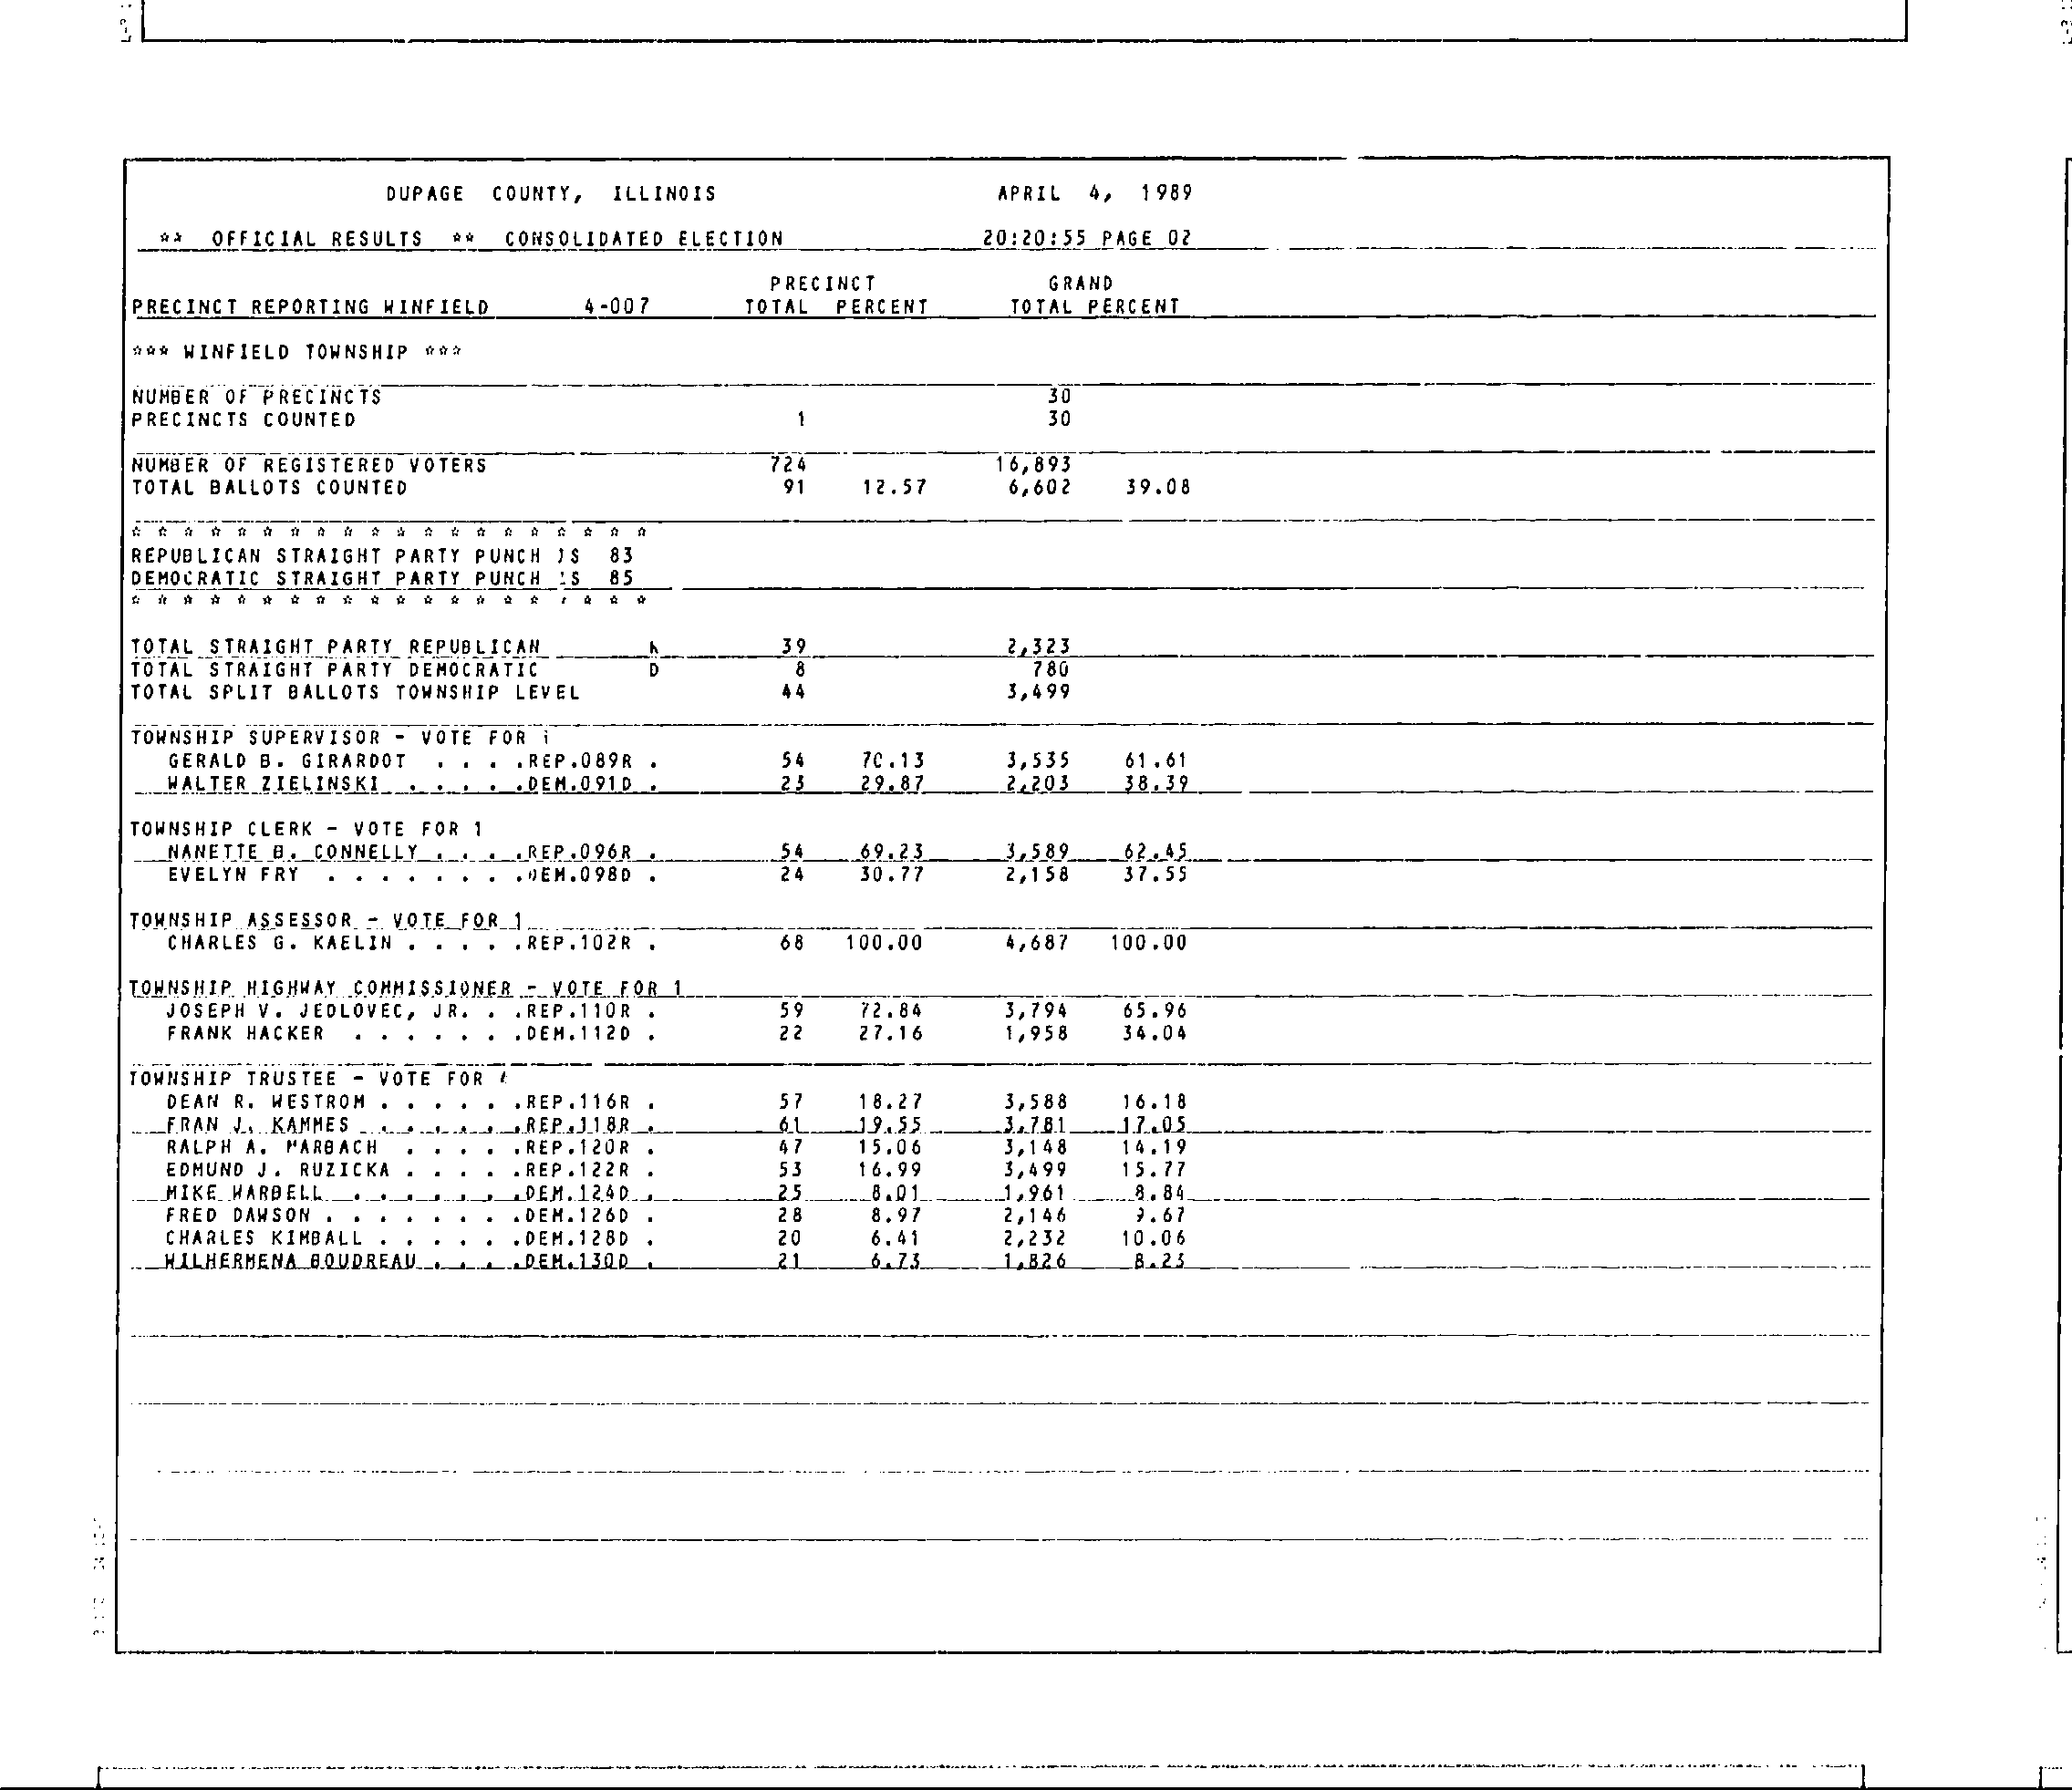 DUPAGE COUNTY, ILLINOIS APRIL 4, 1989
** OFFICIAL RESULTS ** CONSOLIDATED ELECTION 20:20:55 PAGE 02
PRECINCT GRAND
PRECINCT REPORTING WINFIELD 4-007 TOTAL PERCENT TOTAL PERCENT
*** WINFIELD TOWNSHIP ***
NUMBER OF PRECINCTS 30
PRECINCTS COUNTED 1 30
NUMBER OF REGISTERED VOTERS 724 16,893
TOTAL BALLOTS COUNTED 91 12.57 6,602 39.08
* * * * * * * * * * * * * * * * * * * *
REPUBLICAN STRAIGHT PARTY PUNCH IS 83
DEMOCRATIC STRAIGHT PARTY PUNCH IS 85
* * * * * * * * * * * * * * * * * * * *
TOTAL STRAIGHT PARTY REPUBLICAN R 39 2,323
TOTAL STRAIGHT PARTY DEMOCRATIC D 8 780
TOTAL SPLIT BALLOTS TOWNSHIP LEVEL 44 3,499
TOWNSHIP SUPERVISOR - VOTE FOR 1
GERALD B. GIRARDOT . . . .REP.089R . 54 70.13 3,535 61.61
WALTER ZIELINSKI . . . . .DEM.091D . 23 29.87 2,203 38.39
TOWNSHIP CLERK - VOTE FOR 1
NANETTE B. CONNELLY . . . .REP.096R . 54 69.23 3,589 62.45
EVELYN FRY . . . . . . . .DEM.098D . 24 30.77 2,158 37.55
TOWNSHIP ASSESSOR - VOTE FOR 1
CHARLES G. KAELIN . . . . .REP.102R . 68 100.00 4,687 100.00
TOWNSHIP HIGHWAY COMMISSIONER - VOTE FOR 1
JOSEPH V. JEDLOVEC, JR. . .REP.110R . 59 72.84 3,794 65.96
FRANK HACKER . . . . . . .DEM.112D . 22 27.16 1,958 34.04
TOWNSHIP TRUSTEE - VOTE FOR 4
DEAN R. WESTROM . . . . . .REP.116R . 57 18.27 3,588 16.18
FRAN J. KAMMES . . . . . .REP.118R . 61 19.55 3,781 17.05
RALPH A. MARBACH . . . . .REP.120R . 47 15.06 3,148 14.19
EDMUND J. RUZICKA . . . . .REP.122R . 53 16.99 3,499 15.77
MIKE WARBELL . . . . . . .DEM.124D . 25 8.01 1,961 8.84
FRED DAWSON . . . . . . . .DEM.126D . 28 8.97 2,146 9.67
CHARLES KIMBALL . . . . . .DEM.128D . 20 6.41 2,232 10.06
WILHERMENA BOUDREAU . . . .DEM.130D . 21 6.73 1,826 8.23